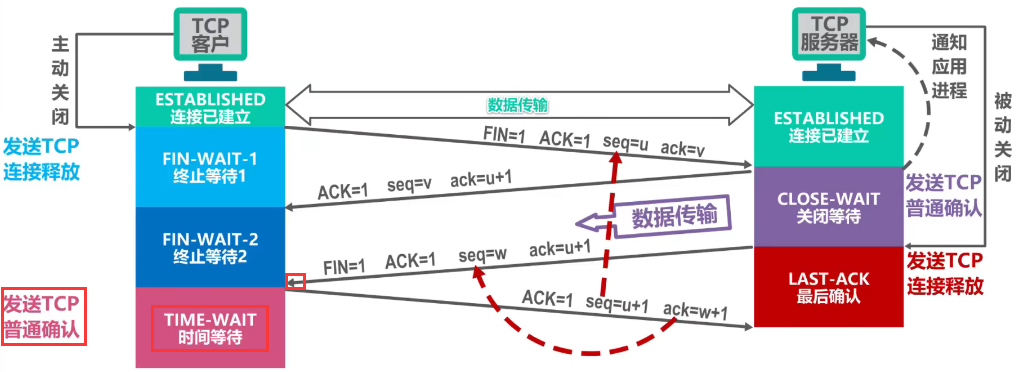 TCP
客户
TCP
服务器
主动关闭
通知
应用
进程
被动关闭
ESTABLISHED
连接已建立
数据传输
ESTABLISHED
连接已建立
发送TCP
连接释放
FIN-WAIT-1
终止等待1
FIN=1 ACK=1 seq=u ack=v
ACK=1 seq=v ack=u+1
CLOSE-WAIT
关闭等待
发送TCP
普通确认
数据传输
FIN-WAIT-2
终止等待2
FIN=1 ACK=1 seq=w ack=u+1
LAST-ACK
最后确认
发送TCP
连接释放
发送TCP
普通确认
TIME-WAIT
时间等待
ACK=1 seq=u+1 ack=w+1